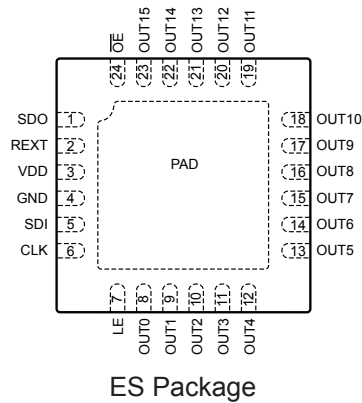 OE OUT15 OUT14 OUT13 OUT12 OUT11
24 23 22 21 20 19
SDO 1
REXT 2
VDD 3
GND 4
SDI 5
CLK 6
PAD
18 OUT10
17 OUT9
16 OUT8
15 OUT7
14 OUT6
13 OUT5
7 8 9 10 11 12
LE OUT0 OUT1 OUT2 OUT3 OUT4
ES Package